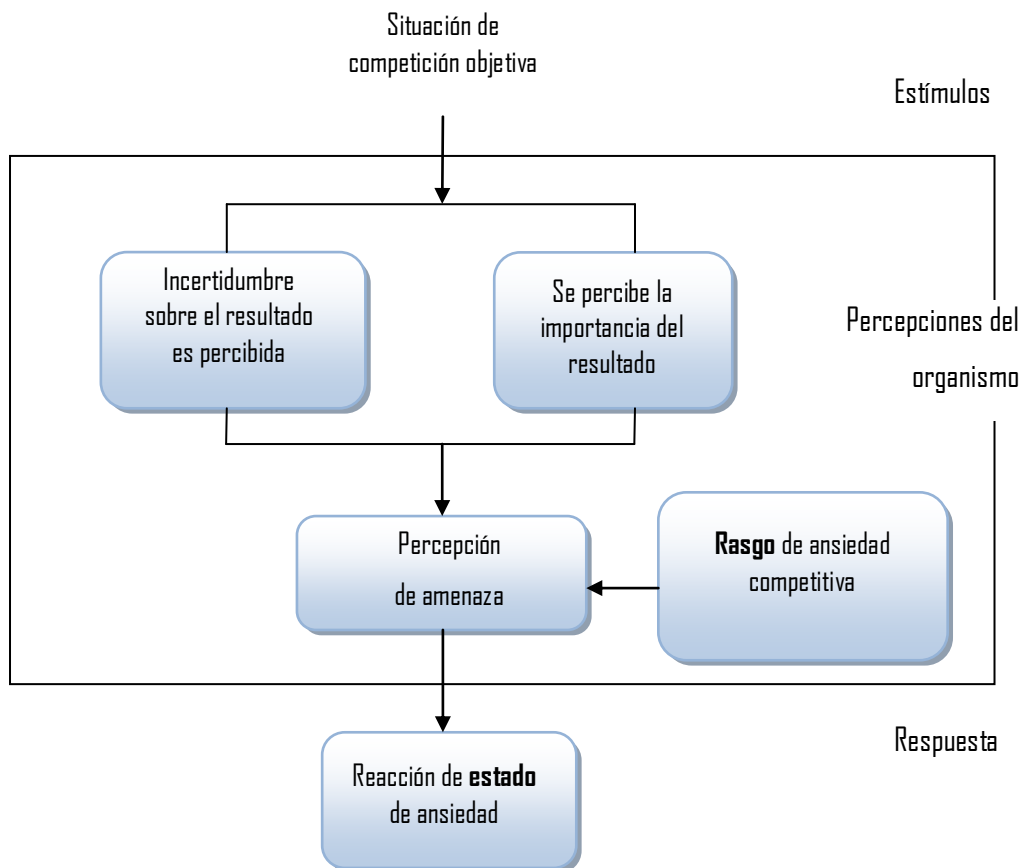 Situación de
competición objetiva
Estímulos
Incertidumbre
sobre el resultado
es percibida
Se percibe la
importancia del
resultado
Percepciones del
organismo
Percepción
de amenaza
Rasgo de ansiedad
competitiva
Respuesta
Reacción de estado
de ansiedad